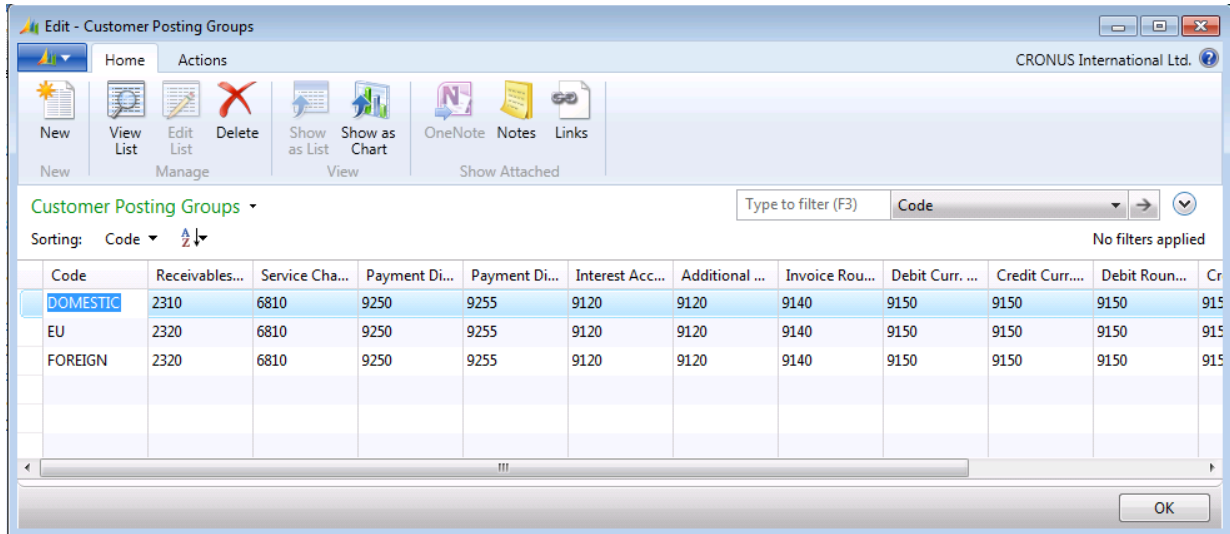 Edit - Customer Posting Groups
Home Actions CRONUS International Ltd.
New View List Edit List Delete Show as List Show as Chart OneNote Notes Links
New Manage View Show Attached
Customer Posting Groups Type to filter (F3) Code
Sorting: Code No filters applied
Code Receivables... Service Cha... Payment Di... Payment Di... Interest Acc... Additional ... Invoice Rou... Debit Curr. ... Credit Curr.... Debit Roun... Cr
DOMESTIC 2310 6810 9250 9255 9120 9120 9140 9150 9150 9150 915
EU 2320 6810 9250 9255 9120 9120 9140 9150 9150 9150 915
FOREIGN 2320 6810 9250 9255 9120 9120 9140 9150 9150 9150 915
OK